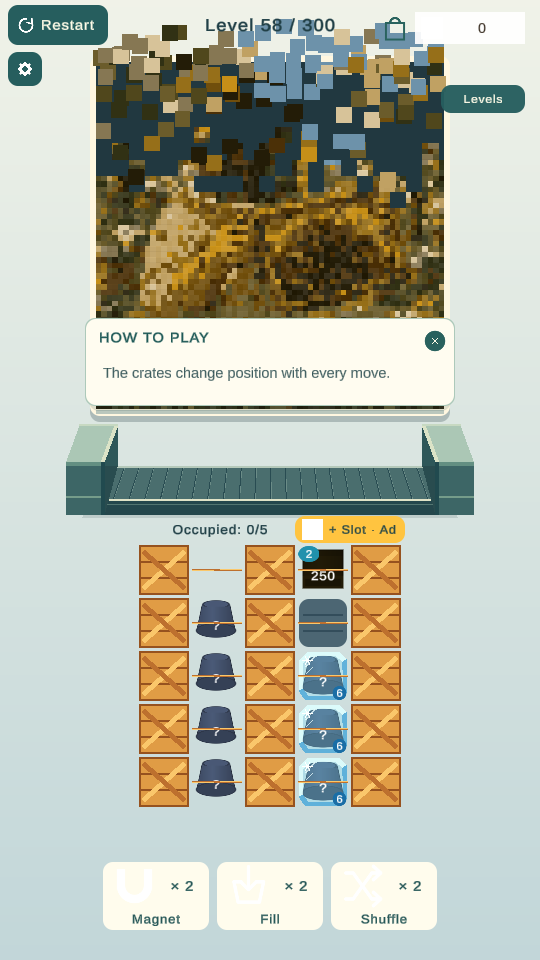 Restart
Level 58 / 300
0
Levels
HOW TO PLAY
The crates change position with every move.
Occupied: 0/5
+ Slot · Ad
2
250
?
?
?
6
?
?
6
?
?
6
× 2
× 2
× 2
Magnet
Fill
Shuffle